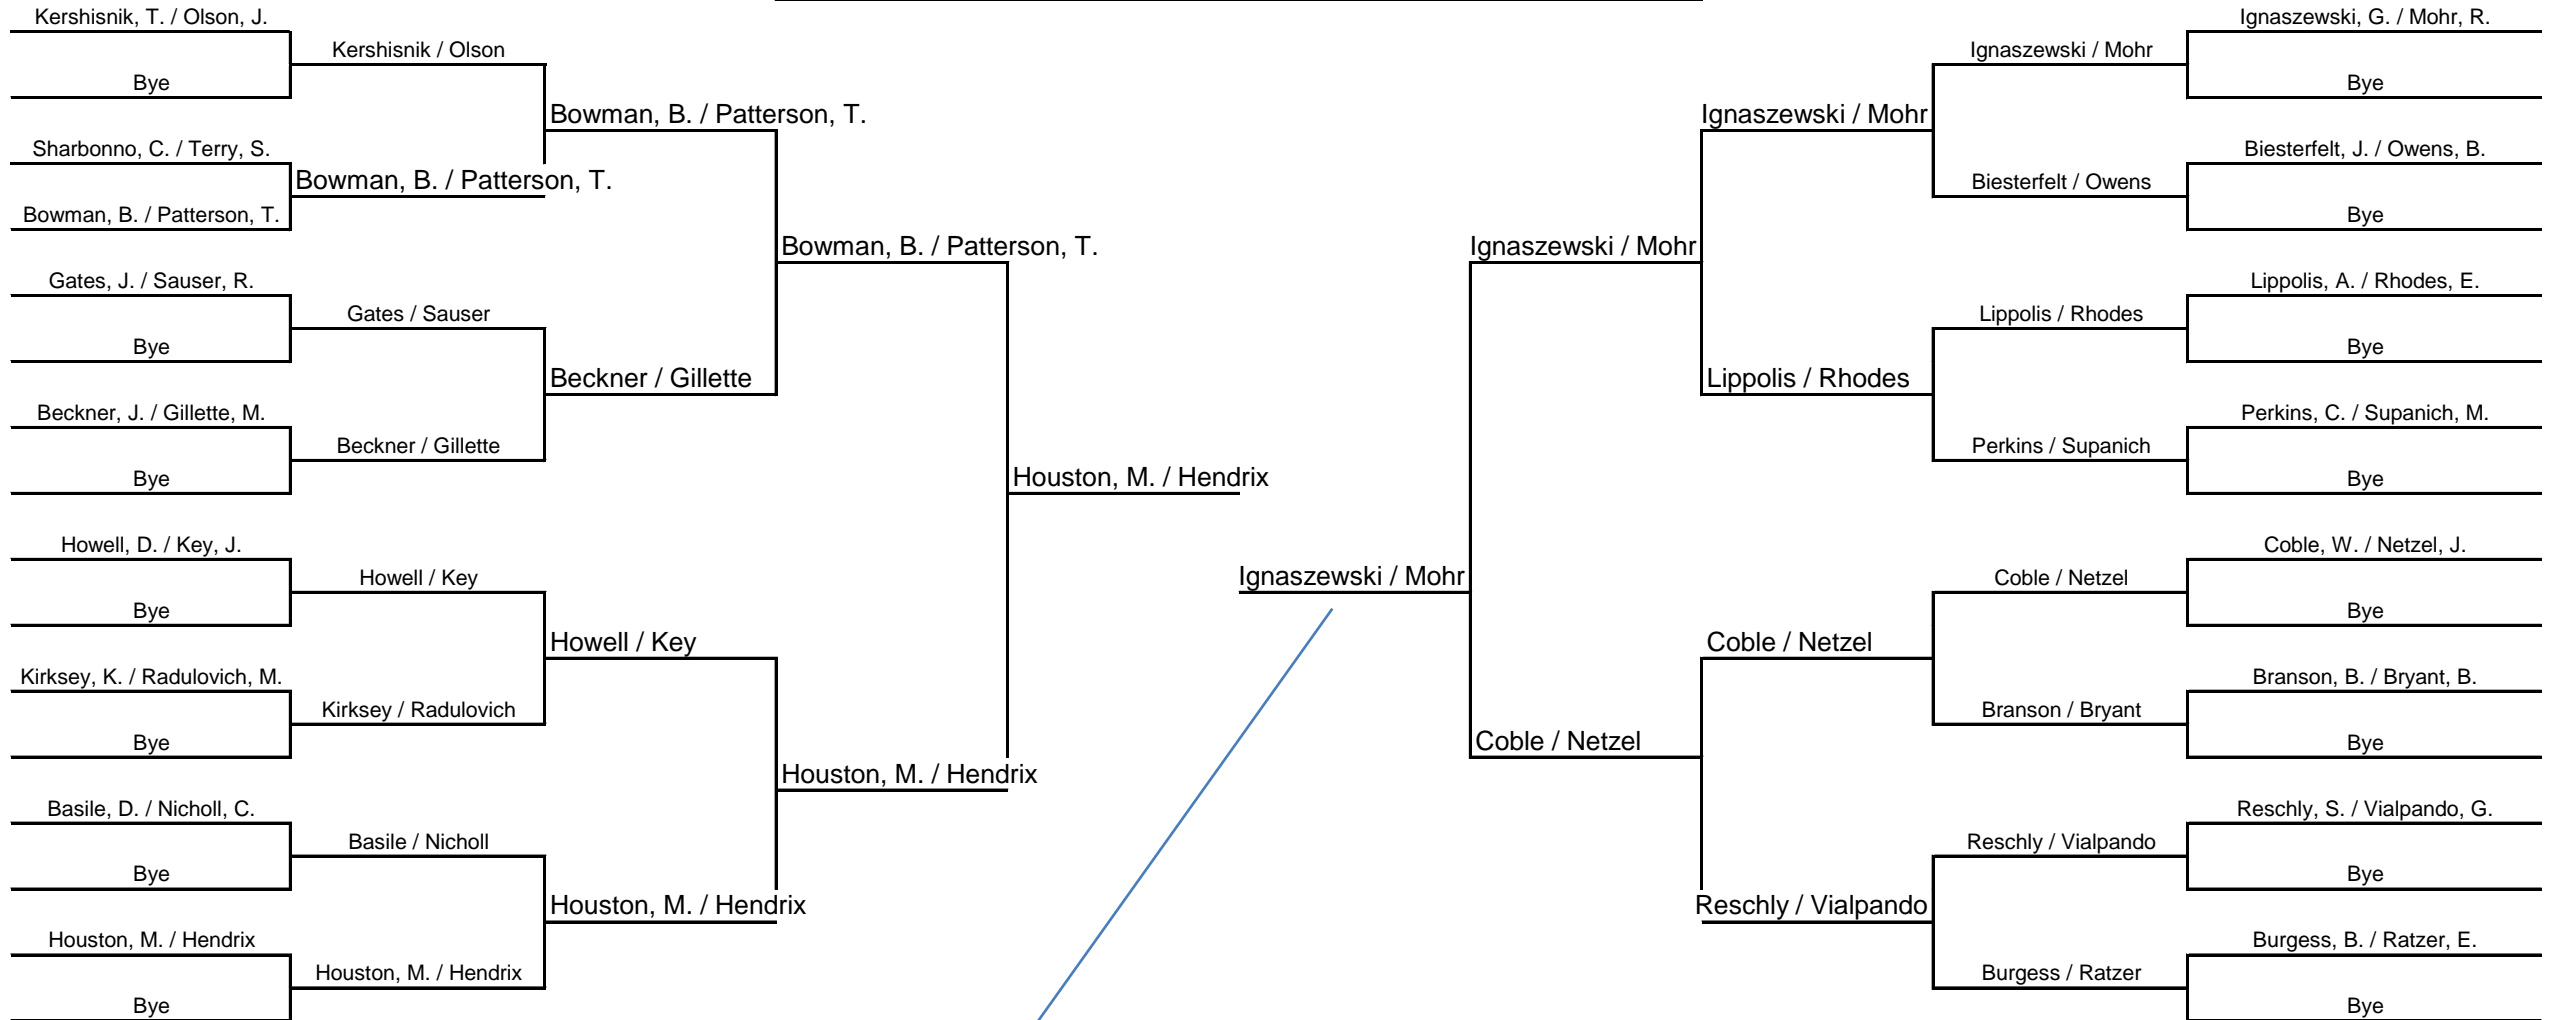 Kershisnik, T. / Olson, J.
Kershisnik / Olson
Bye
Bowman, B. / Patterson, T.
Sharbonno, C. / Terry, S.
Bowman, B. / Patterson, T.
Bowman, B. / Patterson, T.
Bowman, B. / Patterson, T.
Gates, J. / Sauser, R.
Gates / Sauser
Bye
Beckner / Gillette
Beckner, J. / Gillette, M.
Beckner / Gillette
Bye
Houston, M. / Hendrix
Howell, D. / Key, J.
Howell / Key
Bye
Howell / Key
Kirksey, K. / Radulovich, M.
Kirksey / Radulovich
Bye
Houston, M. / Hendrix
Basile, D. / Nicholl, C.
Basile / Nicholl
Bye
Houston, M. / Hendrix
Houston, M. / Hendrix
Houston, M. / Hendrix
Bye
Ignaszewski, G. / Mohr, R.
Ignaszewski / Mohr
Bye
Ignaszewski / Mohr
Biesterfelt, J. / Owens, B.
Biesterfelt / Owens
Bye
Ignaszewski / Mohr
Lippolis, A. / Rhodes, E.
Lippolis / Rhodes
Bye
Lippolis / Rhodes
Perkins, C. / Supanich, M.
Perkins / Supanich
Bye
Ignaszewski / Mohr
Coble, W. / Netzel, J.
Coble / Netzel
Bye
Coble / Netzel
Branson, B. / Bryant, B.
Branson / Bryant
Bye
Coble / Netzel
Reschly, S. / Vialpando, G.
Reschly / Vialpando
Bye
Reschly / Vialpando
Burgess, B. / Ratzer, E.
Burgess / Ratzer
Bye